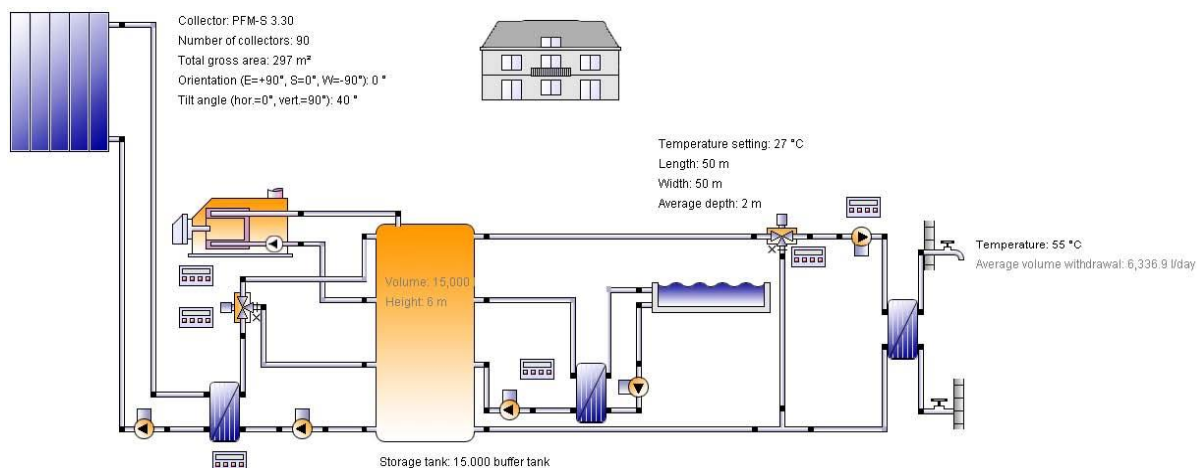 Collector: PFM-S 3.30
Number of collectors: 90
Total gross area: 297 m²
Orientation (E=+90°, S=0°, W=-90°): 0 °
Tilt angle (hor.=0°, vert.=90°): 40 °
Temperature setting: 27 °C
Length: 50 m
Width: 50 m
Average depth: 2 m
Temperature: 55 °C
Average volume withdrawal: 6,336.9 l/day
Volume: 15,000
Height: 6 m
Storage tank: 15.000 buffer tank